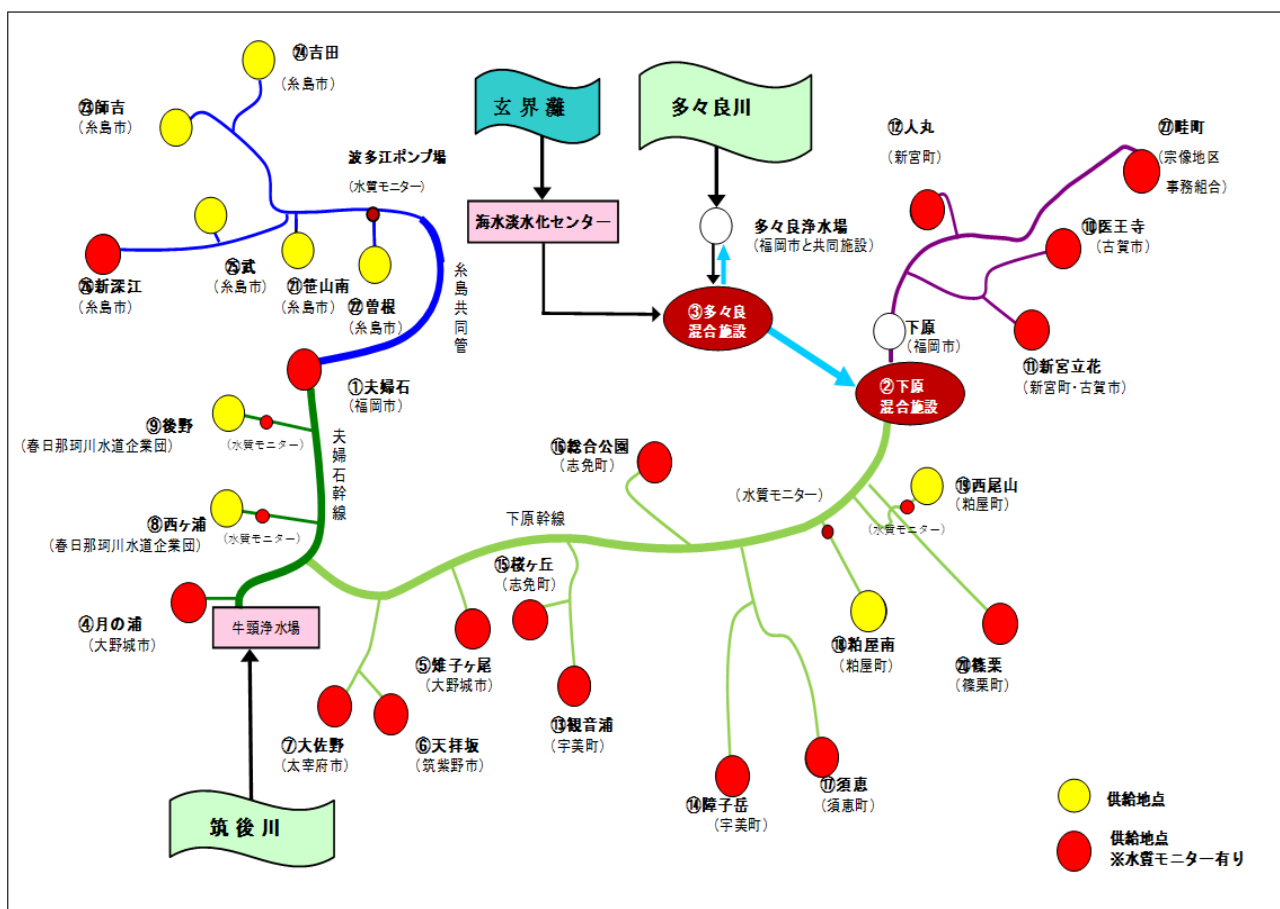 ㉔吉田
(糸島市)
㉓師吉
(糸島市)
波多江ポンプ場
(水質モニター)
㉕武
(糸島市)
㉖新深江
(糸島市)
㉑笹山南
(糸島市)
㉒曽根
(糸島市)
糸島共同管
玄界灘
海水淡水化センター
多々良川
多々良浄水場
(福岡市と共同施設)
③多々良
混合施設
⑫人丸
(新宮町)
㉗畦町
(宗像地区
事務組合)
⑩医王寺
(古賀市)
下原
(福岡市)
⑪新宮立花
(新宮町・古賀市)
②下原
混合施設
①夫婦石
(福岡市)
⑨後野
(春日那珂川水道企業団)
(水質モニター)
夫婦石幹線
⑧西ヶ浦
(春日那珂川水道企業団)
(水質モニター)
④月の浦
(大野城市)
牛頸浄水場
筑後川
下原幹線
⑯総合公園
(志免町)
(水質モニター)
⑲西尾山
(粕屋町)
(水質モニター)
⑮桜ヶ丘
(志免町)
⑤雉子ヶ尾
(大野城市)
⑦大佐野
(太宰府市)
⑥天拝坂
(筑紫野市)
⑬観音浦
(宇美町)
⑱粕屋南
(粕屋町)
⑳篠栗
(篠栗町)
⑭障子岳
(宇美町)
⑰須恵
(須恵町)
供給地点
供給地点
※水質モニター有り